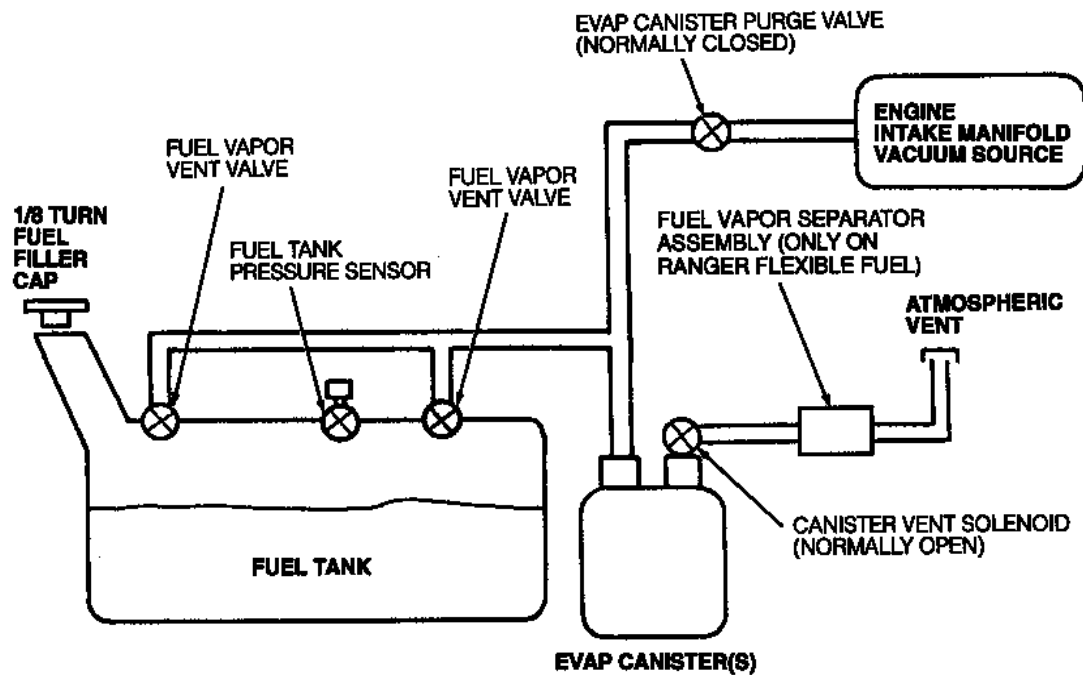 EVAP CANISTER PURGE VALVE
(NORMALLY CLOSED)
ENGINE
INTAKE MANIFOLD
VACUUM SOURCE
FUEL VAPOR
VENT VALVE
FUEL VAPOR
VENT VALVE
1/8 TURN
FUEL
FILLER
CAP
FUEL TANK
PRESSURE SENSOR
FUEL VAPOR SEPARATOR
ASSEMBLY (ONLY ON
RANGER FLEXIBLE FUEL)
ATMOSPHERIC
VENT
CANISTER VENT SOLENOID
(NORMALLY OPEN)
FUEL TANK
EVAP CANISTER(S)